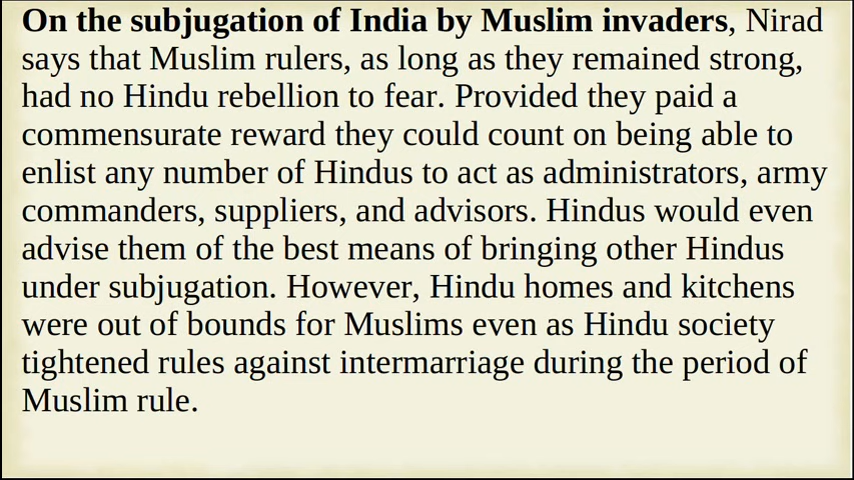 On the subjugation of India by Muslim invaders, Nirad
says that Muslim rulers, as long as they remained strong,
had no Hindu rebellion to fear. Provided they paid a
commensurate reward they could count on being able to
enlist any number of Hindus to act as administrators, army
commanders, suppliers, and advisors. Hindus would even
advise them of the best means of bringing other Hindus
under subjugation. However, Hindu homes and kitchens
were out of bounds for Muslims even as Hindu society
tightened rules against intermarriage during the period of
Muslim rule.